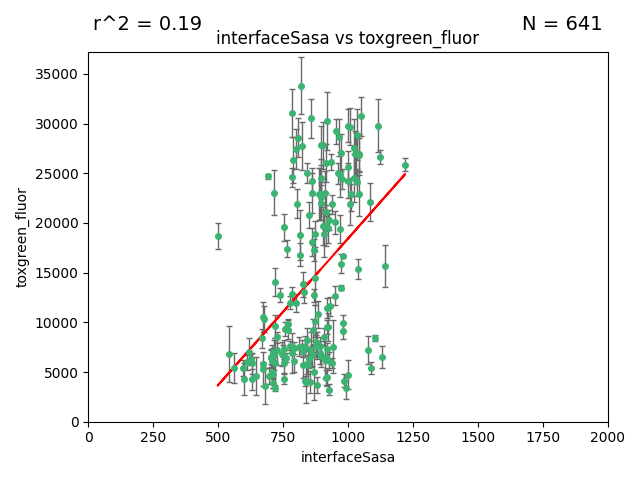 r^2 = 0.19
N = 641
interfaceSasa vs toxgreen_fluor
35000
30000
25000
20000
15000
10000
5000
0
toxgreen_fluor
0 250 500 750 1000 1250 1500 1750 2000
interfaceSasa